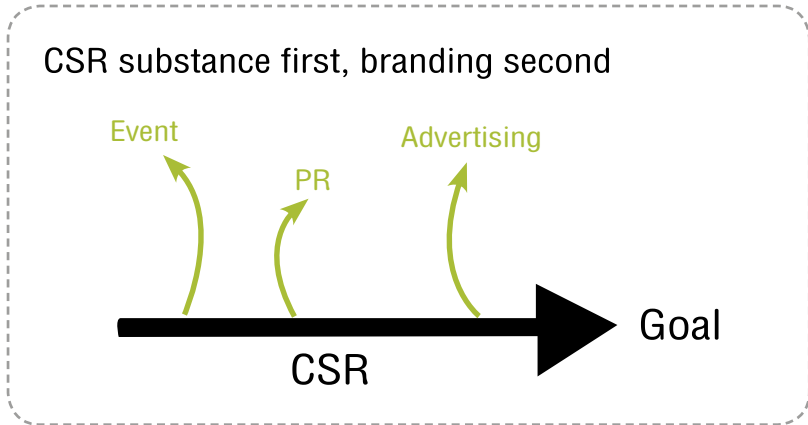 CSR substance first, branding second
Event
PR
Advertising
Goal
CSR